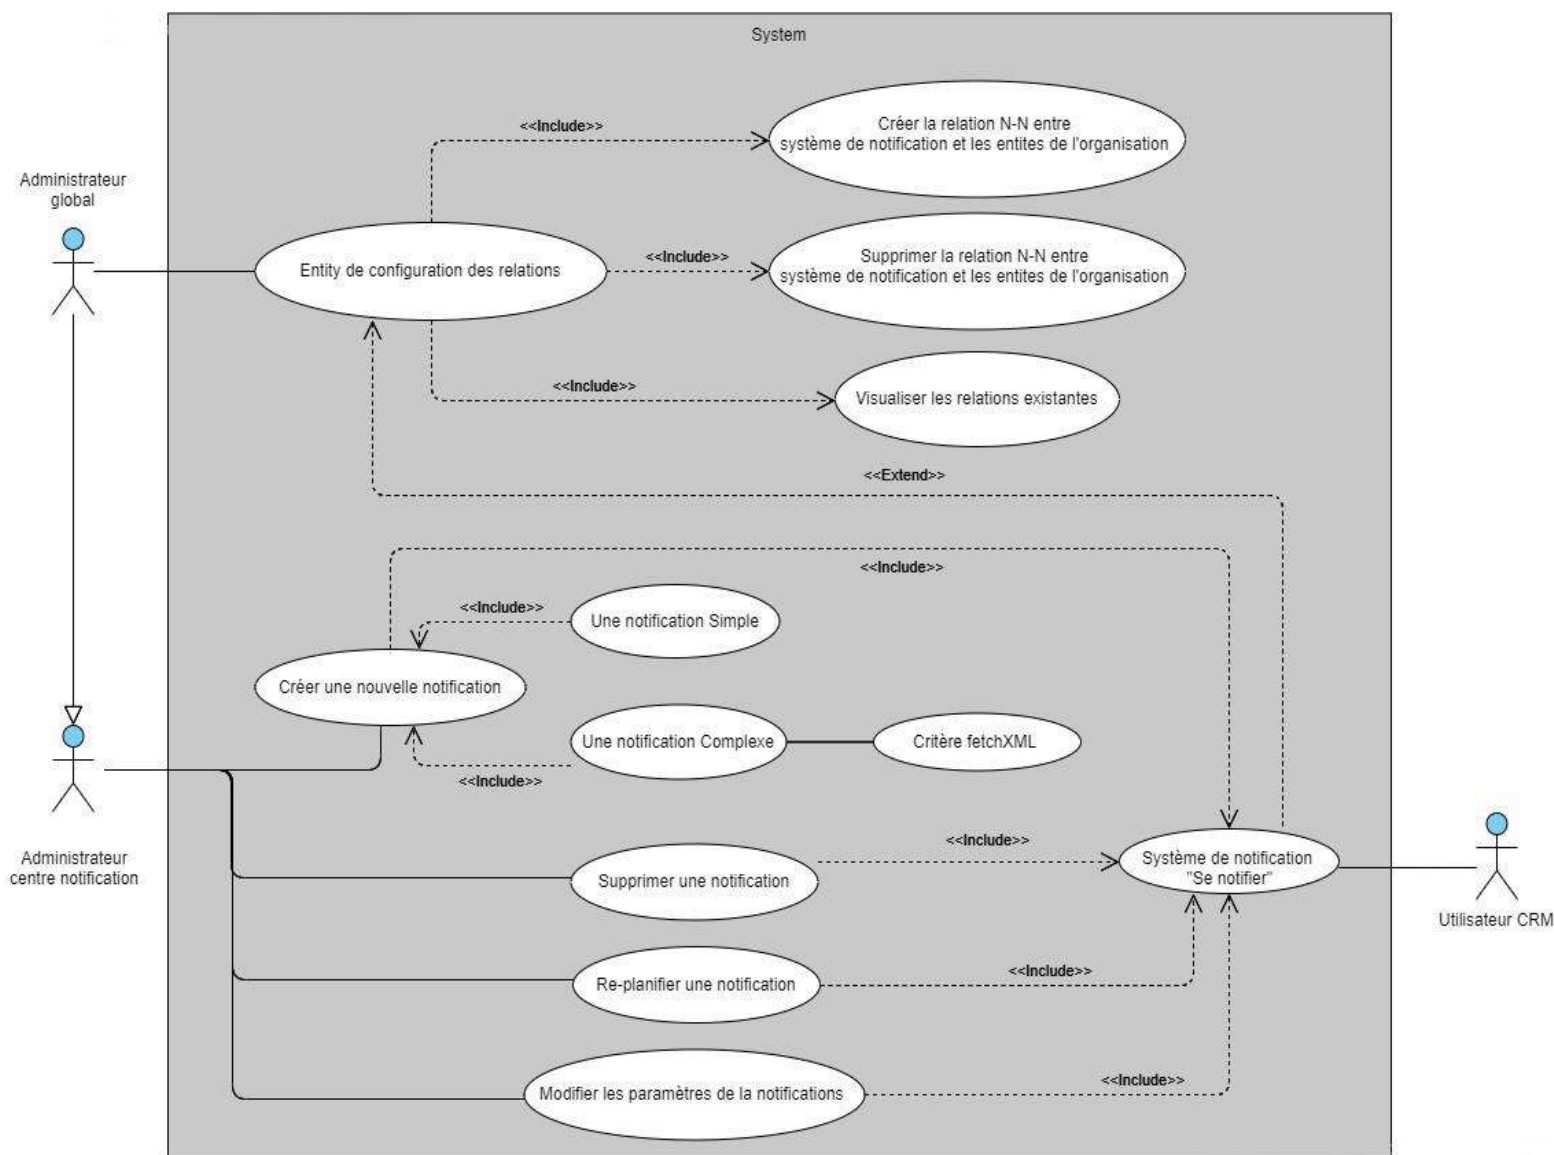 System
<<Include>>
Créer la relation N-N entre
système de notification et les entites de l'organisation
Administrateur
global
<<Include>>
Supprimer la relation N-N entre
système de notification et les entites de l'organisation
Entity de configuration des relations
<<Include>>
Visualiser les relations existantes
<<Extend>>
<<Include>>
<<Include>>
Une notification Simple
Créer une nouvelle notification
Une notification Complexe
Critère fetchXML
<<Include>>
Administrateur
centre notification
<<Include>>
Supprimer une notification
Système de notification
"Se notifier"
Utilisateur CRM
Re-planifier une notification
<<Include>>
Modifier les paramètres de la notifications
<<Include>>